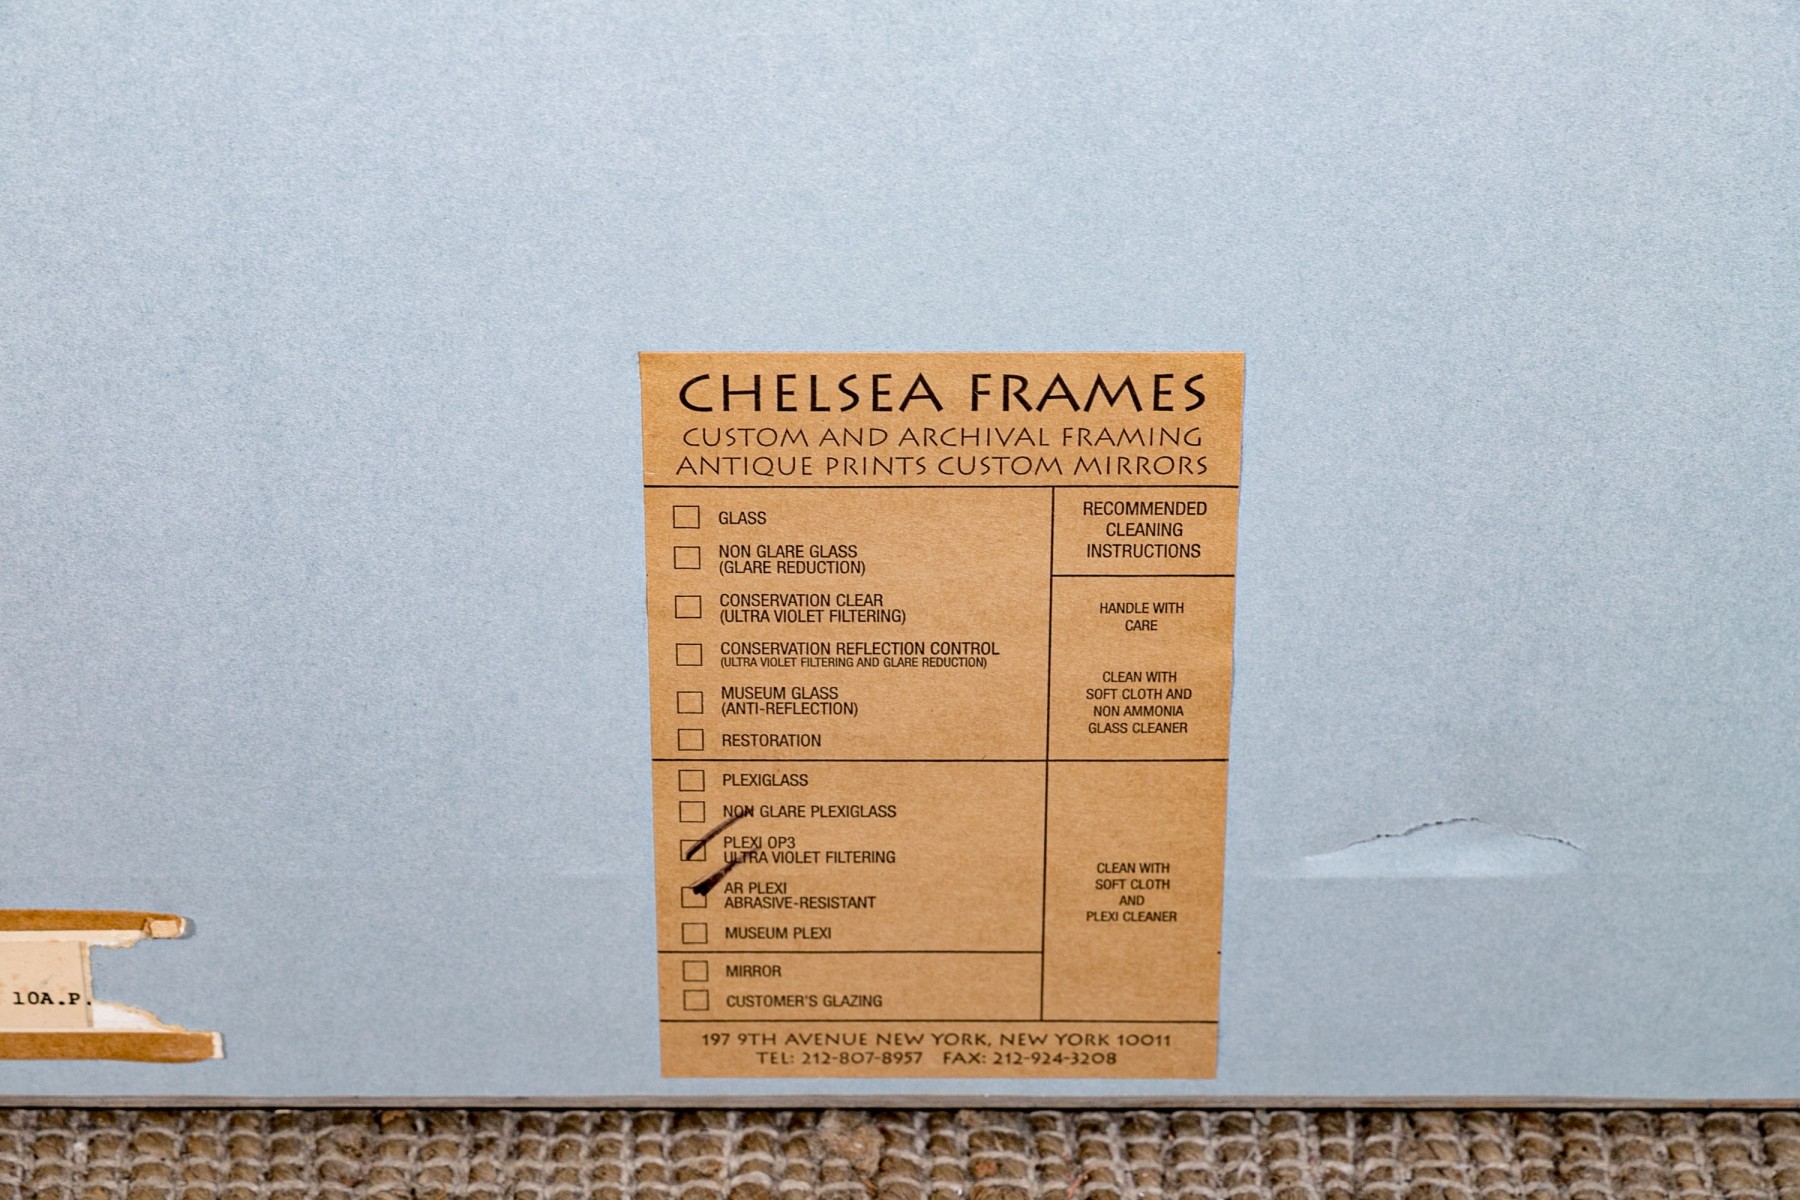 CHELSEA FRAMES
CUSTOM AND ARCHIVAL FRAMING
ANTIQUE PRINTS CUSTOM MIRRORS
GLASS
NON GLARE GLASS
(GLARE REDUCTION)
CONSERVATION CLEAR
(ULTRA VIOLET FILTERING)
CONSERVATION REFLECTION CONTROL
(ULTRA VIOLET FILTERING AND GLARE REDUCTION)
MUSEUM GLASS
(ANTI-REFLECTION)
RESTORATION
RECOMMENDED
CLEANING
INSTRUCTIONS
HANDLE WITH
CARE
CLEAN WITH
SOFT CLOTH AND
NON AMMONIA
GLASS CLEANER
PLEXIGLASS
NON GLARE PLEXIGLASS
PLEXI OP3
ULTRA VIOLET FILTERING
AR PLEXI
ABRASIVE-RESISTANT
MUSEUM PLEXI
CLEAN WITH
SOFT CLOTH
AND
PLEXI CLEANER
MIRROR
CUSTOMER'S GLAZING
197 9TH AVENUE NEW YORK, NEW YORK 10011
TEL: 212-807-8957 FAX: 212-924-3208
10A.P.